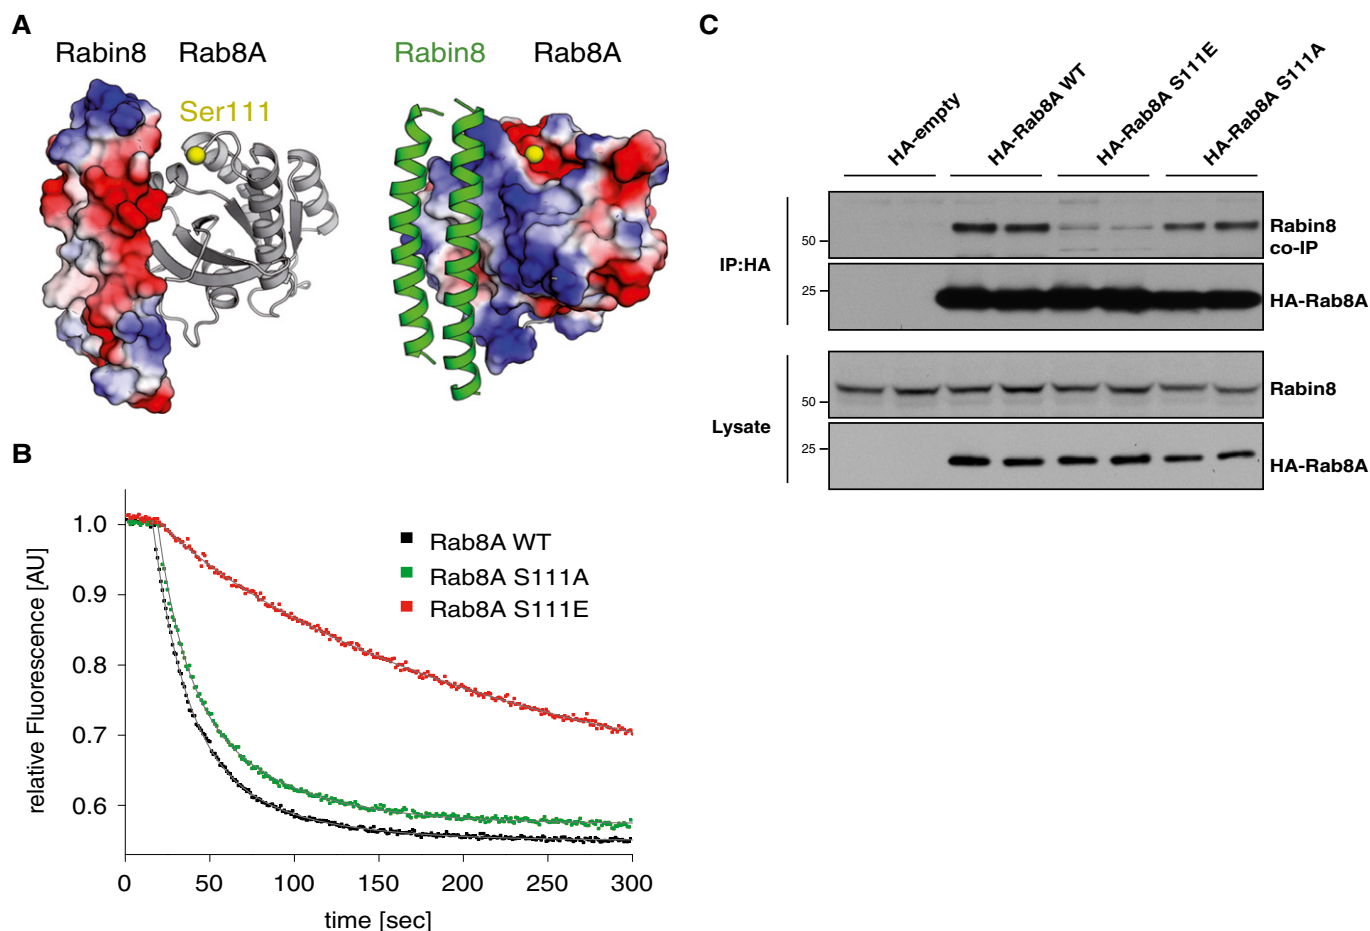 A
Rabin8 Rab8A
Ser111
Rabin8 Rab8A
B
relative Fluorescence [AU]
1.0
0.9
0.8
0.7
0.6
Rab8A WT
Rab8A S111A
Rab8A S111E
0 50 100 150 200 250 300
time [sec]
C
HA-empty
HA-Rab8A WT
HA-Rab8A S111E
HA-Rab8A S111A
IP:HA
50
Rabin8
co-IP
25
HA-Rab8A
Lysate
50
Rabin8
25
HA-Rab8A